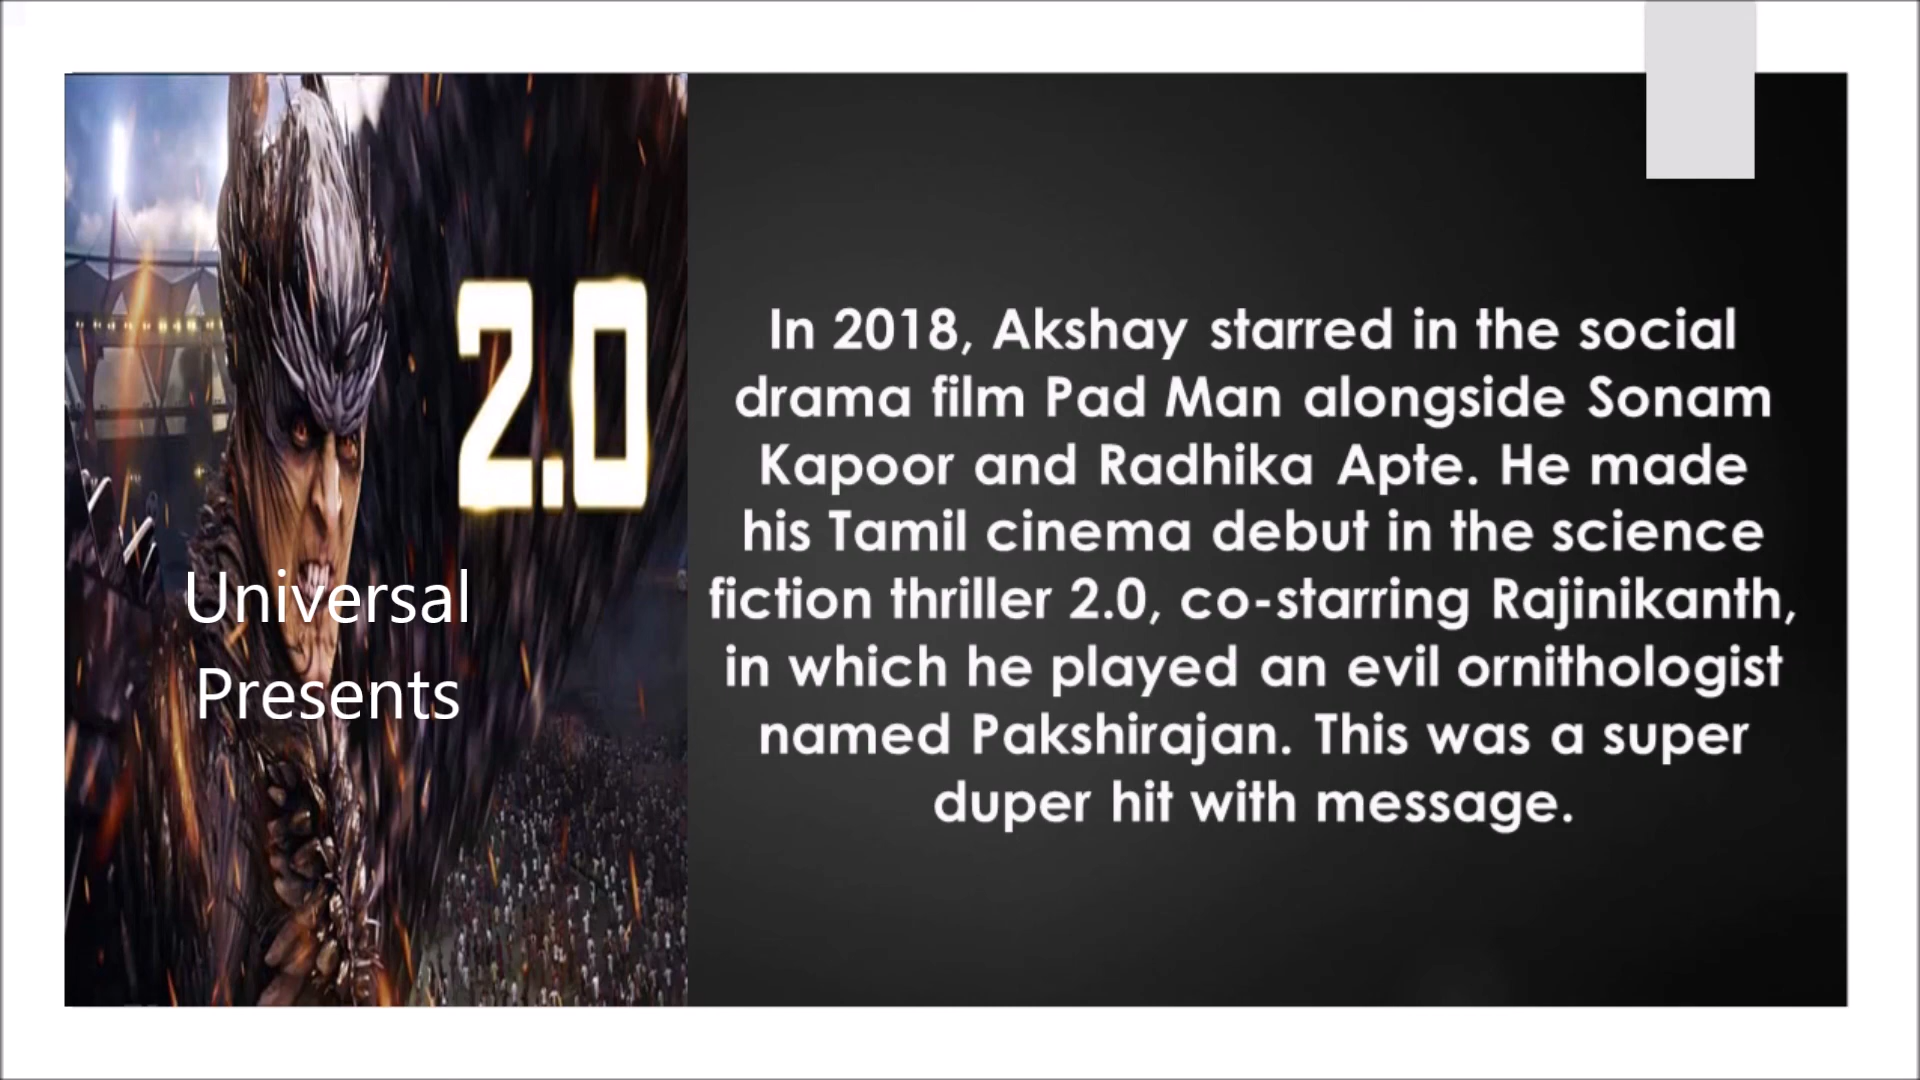 2.0
Universal
Presents
In 2018, Akshay starred in the social
drama film Pad Man alongside Sonam
Kapoor and Radhika Apte. He made
his Tamil cinema debut in the science
fiction thriller 2.0, co-starring Rajinikanth,
in which he played an evil ornithologist
named Pakshirajan. This was a super
duper hit with message.